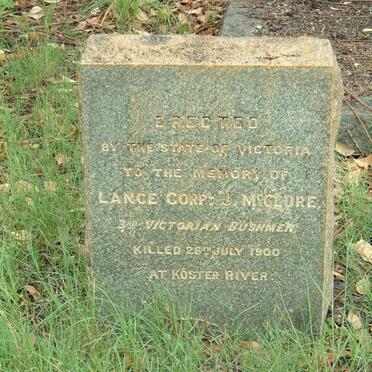 ERECTED
BY THE STATE OF VICTORIA
TO THE MEMORY OF
LANCE CORPL J. MCCLURE
3RD VICTORIAN BUSHMEN
KILLED 26TH JULY 1900
AT KOSTER RIVER